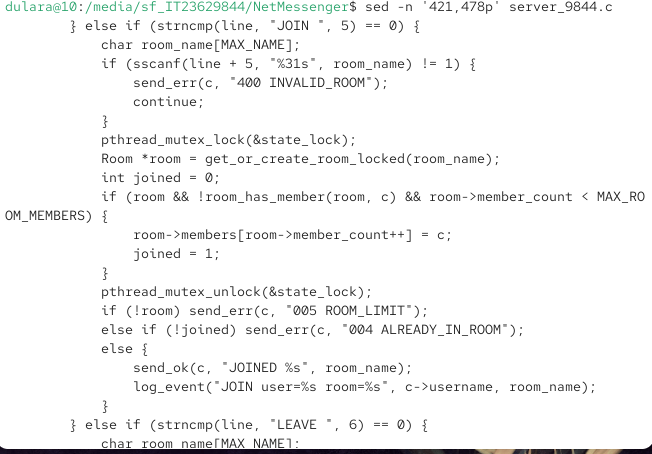 dulara@10:/media/sf_IT23629844/NetMessenger$ sed -n '421,478p' server_9844.c
        } else if (strncmp(line, "JOIN ", 5) == 0) {
            char room_name[MAX_NAME];
            if (sscanf(line + 5, "%31s", room_name) != 1) {
                send_err(c, "400 INVALID_ROOM");
                continue;
            }
            pthread_mutex_lock(&state_lock);
            Room *room = get_or_create_room_locked(room_name);
            int joined = 0;
            if (room && !room_has_member(room, c) && room->member_count < MAX_RO
OM_MEMBERS) {
                room->members[room->member_count++] = c;
                joined = 1;
            }
            pthread_mutex_unlock(&state_lock);
            if (!room) send_err(c, "005 ROOM_LIMIT");
            else if (!joined) send_err(c, "004 ALREADY_IN_ROOM");
            else {
                send_ok(c, "JOINED %s", room_name);
                log_event("JOIN user=%s room=%s", c->username, room_name);
            }
        } else if (strncmp(line, "LEAVE ", 6) == 0) {
            char room_name[MAX_NAME];